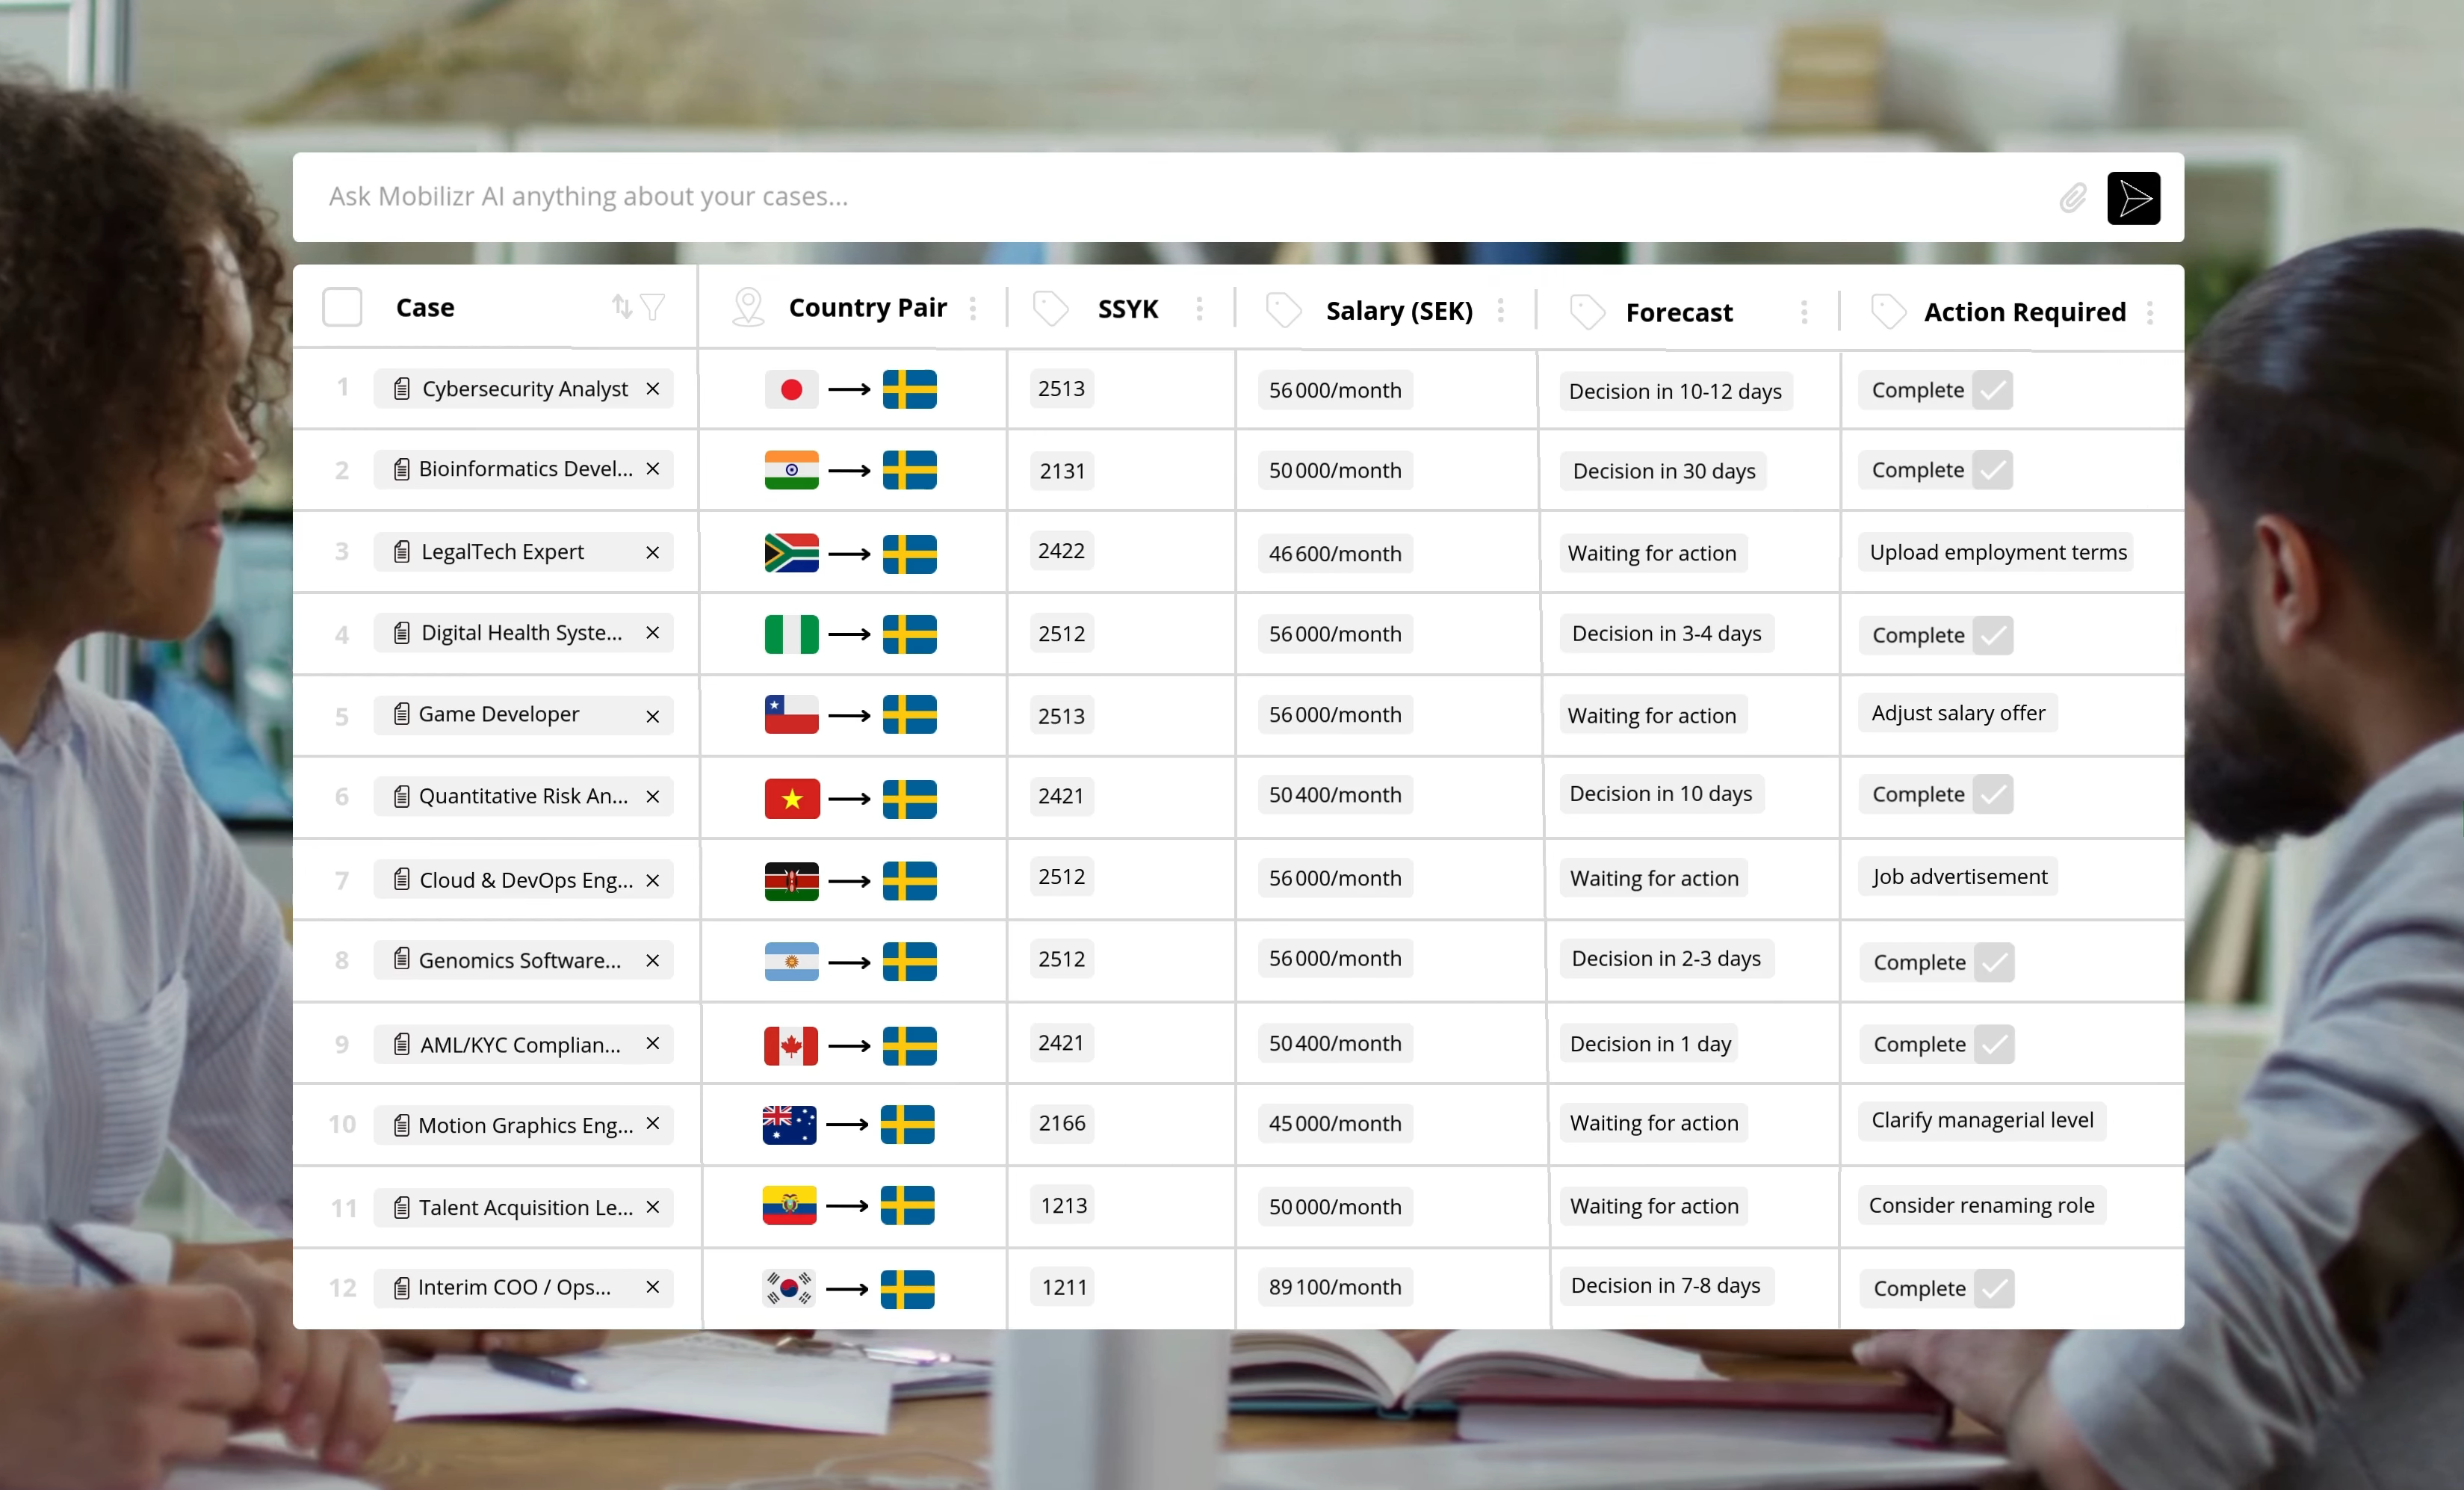 Ask Mobilizr AI anything about your cases...
Case Country Pair SSYK Salary (SEK) Forecast Action Required
1 Cybersecurity Analyst 2513 56 000/month Decision in 10-12 days Complete
2 Bioinformatics Devel... 2131 50 000/month Decision in 30 days Complete
3 LegalTech Expert 2422 46 600/month Waiting for action Upload employment terms
4 Digital Health Syste... 2512 56 000/month Decision in 3-4 days Complete
5 Game Developer 2513 56 000/month Waiting for action Adjust salary offer
6 Quantitative Risk An... 2421 50 400/month Decision in 10 days Complete
7 Cloud & DevOps Eng... 2512 56 000/month Waiting for action Job advertisement
8 Genomics Software... 2512 56 000/month Decision in 2-3 days Complete
9 AML/KYC Complian... 2421 50 400/month Decision in 1 day Complete
10 Motion Graphics Eng... 2166 45 000/month Waiting for action Clarify managerial level
11 Talent Acquisition Le... 1213 50 000/month Waiting for action Consider renaming role
12 Interim COO / Ops... 1211 89 100/month Decision in 7-8 days Complete